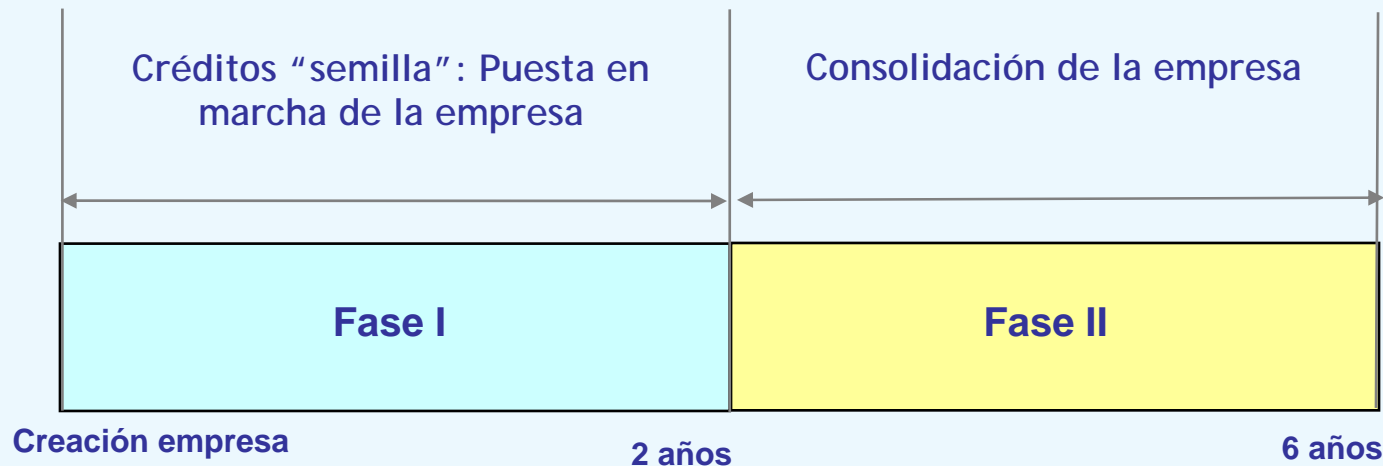 Créditos “semilla”: Puesta en
marcha de la empresa
Consolidación de la empresa
Fase I
Fase II
Creación empresa
2 años
6 años